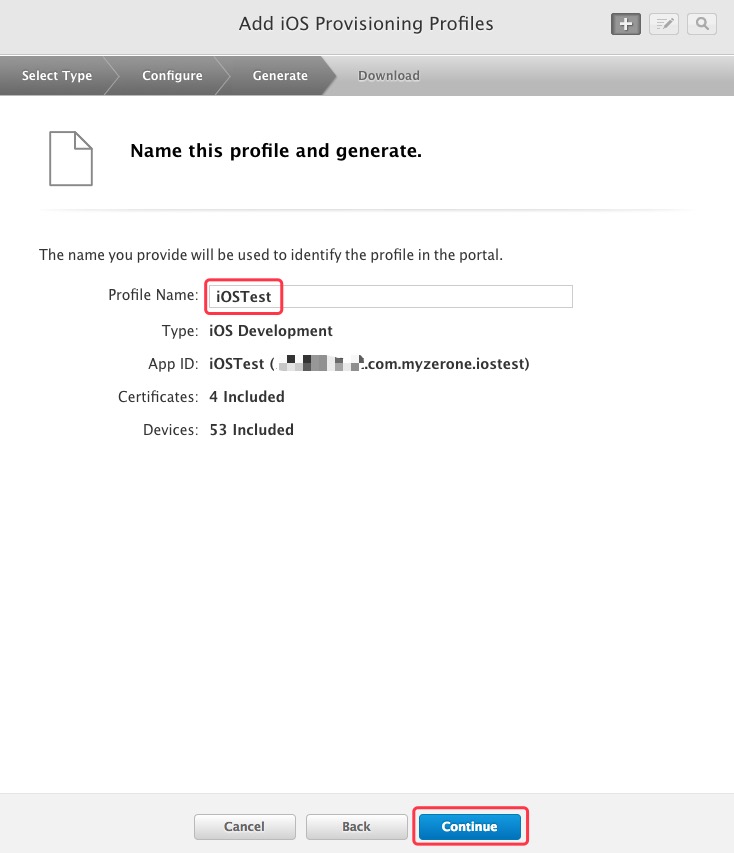 Add iOS Provisioning Profiles
Select Type Configure Generate Download
Name this profile and generate.
The name you provide will be used to identify the profile in the portal.
Profile Name: iOSTest
Type: iOS Development
App ID: iOSTest ( .com.myzerone.iostest)
Certificates: 4 Included
Devices: 53 Included
Cancel Back Continue